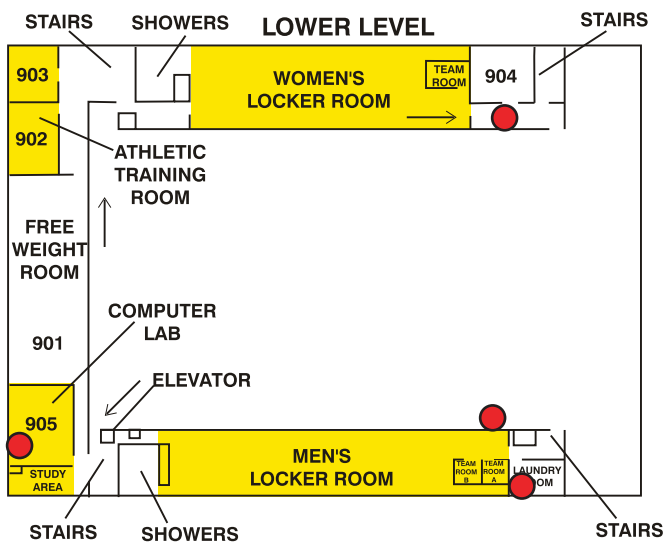 LOWER LEVEL
STAIRS
SHOWERS
STAIRS
903
WOMEN'S
LOCKER ROOM
TEAM
ROOM
904
902
ATHLETIC
TRAINING
ROOM
FREE
WEIGHT
ROOM
COMPUTER
LAB
901
ELEVATOR
905
MEN'S
LOCKER ROOM
TEAM
ROOM
B
TEAM
ROOM
A
LAUNDRY
STUDY
AREA
STAIRS
SHOWERS
STAIRS